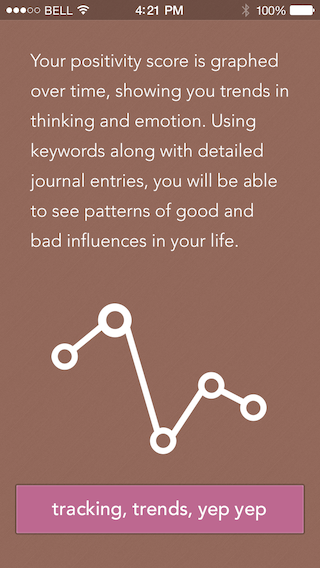 BELL 4:21 PM 100%
Your positivity score is graphed
over time, showing you trends in
thinking and emotion. Using
keywords along with detailed
journal entries, you will be able
to see patterns of good and
bad influences in your life.
tracking, trends, yep yep